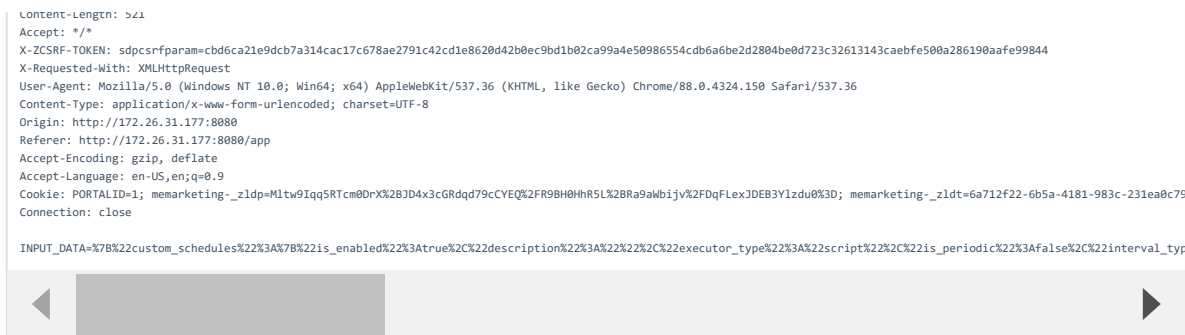 Content-Length: 521
Accept: */*
X-ZCSRF-TOKEN: sdpcsrfparam=cbd6ca21e9dcb7a314cac17c678ae2791c42cd1e8620d42b0ec9bd1b02ca99a4e50986554cdb6a6be2d2804be0d723c32613143caebfe500a286190aafe99844
X-Requested-With: XMLHttpRequest
User-Agent: Mozilla/5.0 (Windows NT 10.0; Win64; x64) AppleWebKit/537.36 (KHTML, like Gecko) Chrome/88.0.4324.150 Safari/537.36
Content-Type: application/x-www-form-urlencoded; charset=UTF-8
Origin: http://172.26.31.177:8080
Referer: http://172.26.31.177:8080/app
Accept-Encoding: gzip, deflate
Accept-Language: en-US,en;q=0.9
Cookie: PORTALID=1; memarketing-_zldp=Mltw9Iqq5RTcm0DrX%2BJD4x3cGRdqd79cCYEQ%2FR9BH0HhR5L%2BRa9aWbijv%2FDqFLexJDEB3Ylzdu0%3D; memarketing-_zldt=6a712f22-6b5a-4181-983c-231ea0c79
Connection: close
INPUT_DATA=%7B%22custom_schedules%22%3A%7B%22is_enabled%22%3Atrue%2C%22description%22%3A%22%22%2C%22executor_type%22%3A%22script%22%2C%22is_periodic%22%3Afalse%2C%22interval_typ